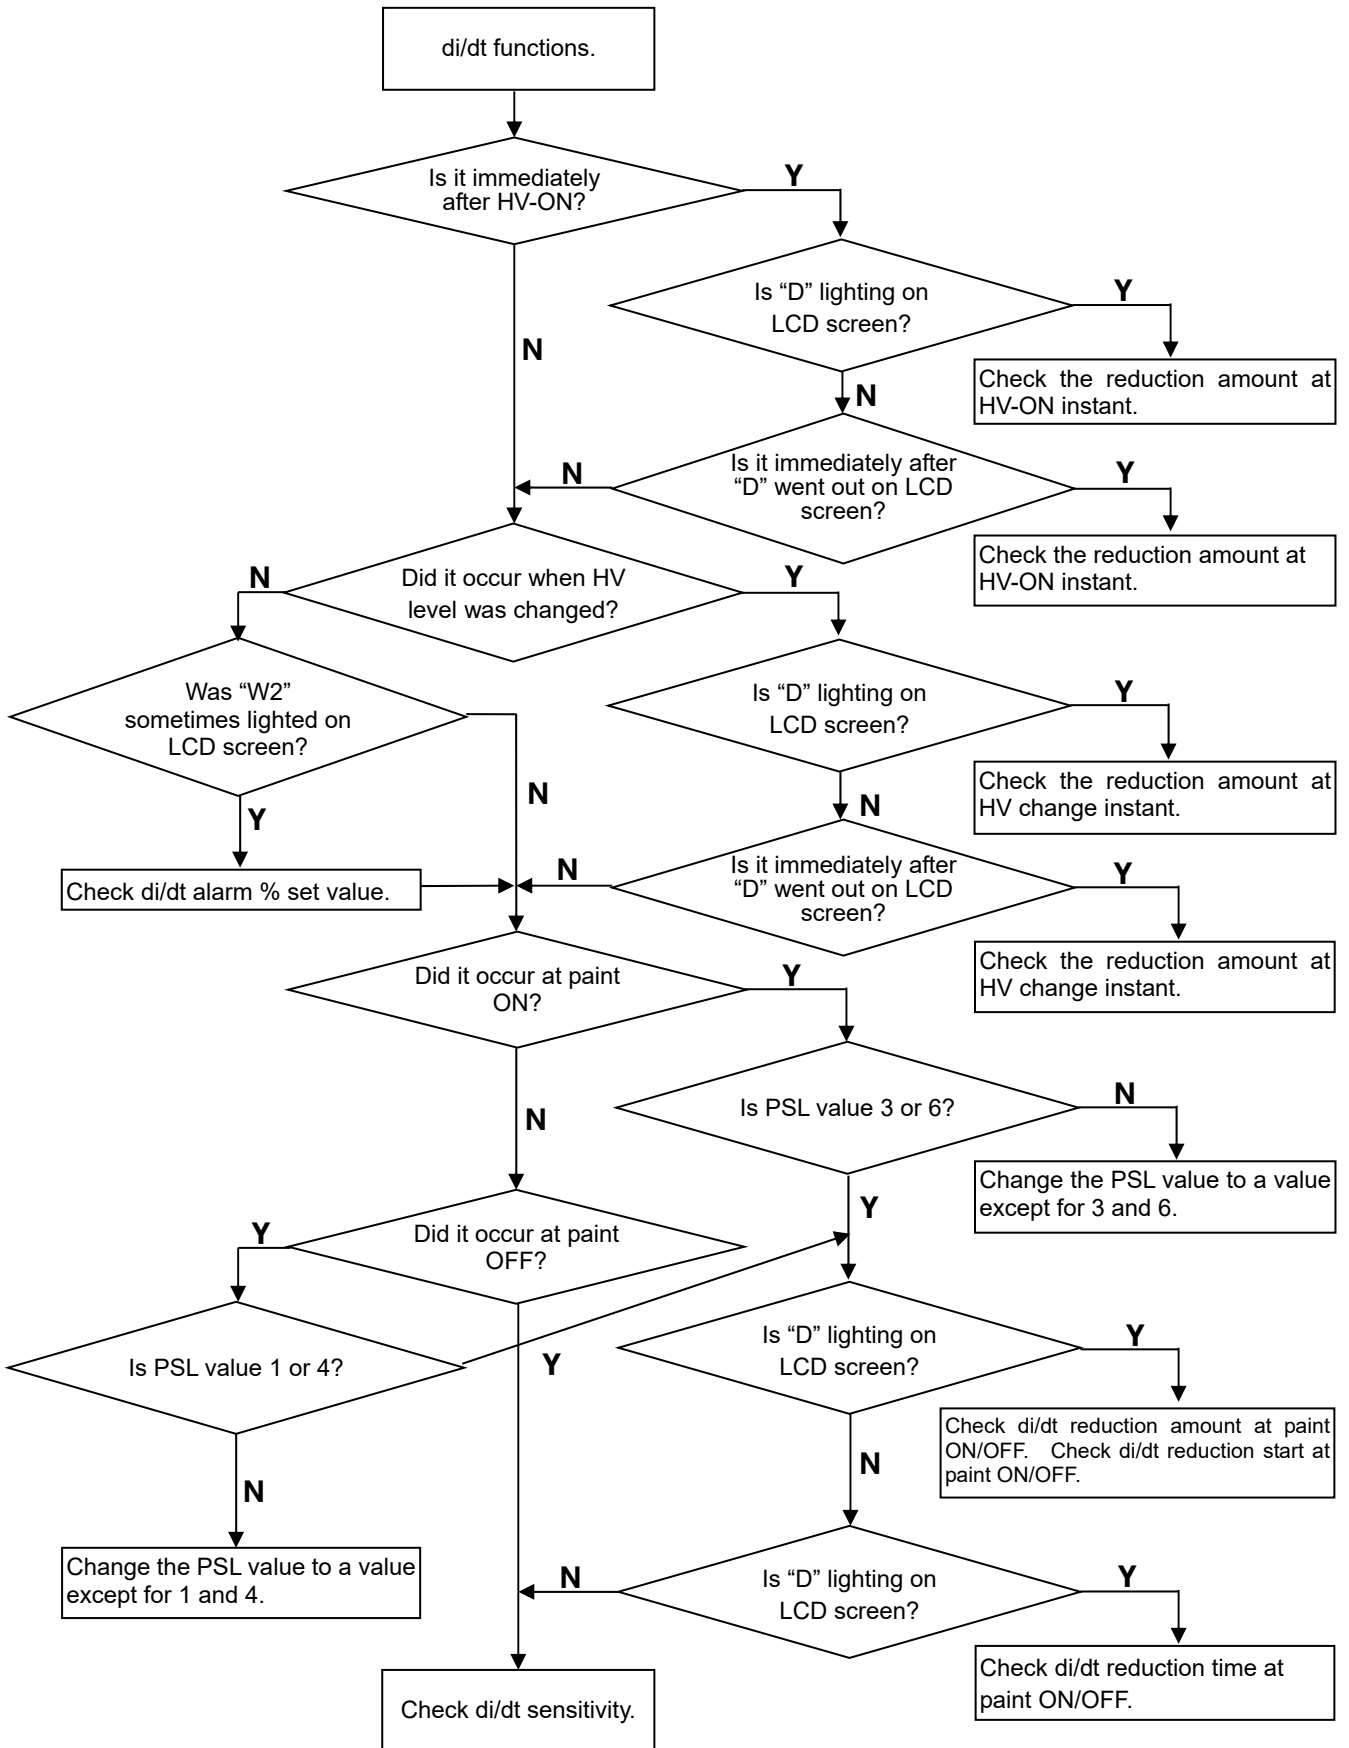 di/dt functions.
Is it immediately
after HV-ON?
Y
Is “D” lighting on
LCD screen?
Y
N
Check the reduction amount at
HV-ON instant.
N
Is it immediately after
“D” went out on LCD
screen?
N
Y
Check the reduction amount at
HV-ON instant.
Did it occur when HV
level was changed?
N
Y
Was “W2”
sometimes lighted on
LCD screen?
Is “D” lighting on
LCD screen?
Y
Check the reduction amount at
HV change instant.
N
N
Y
Check di/dt alarm % set value.
Is it immediately after
“D” went out on LCD
screen?
N
Y
Check the reduction amount at
HV change instant.
Did it occur at paint
ON?
Y
Is PSL value 3 or 6?
N
N
Change the PSL value to a value
except for 3 and 6.
Y
Did it occur at paint
OFF?
Y
Is PSL value 1 or 4?
Y
Is “D” lighting on
LCD screen?
Y
Check di/dt reduction amount at paint
ON/OFF. Check di/dt reduction start at
paint ON/OFF.
N
N
Change the PSL value to a value
except for 1 and 4.
Is “D” lighting on
LCD screen?
N
Y
Check di/dt reduction time at
paint ON/OFF.
Check di/dt sensitivity.